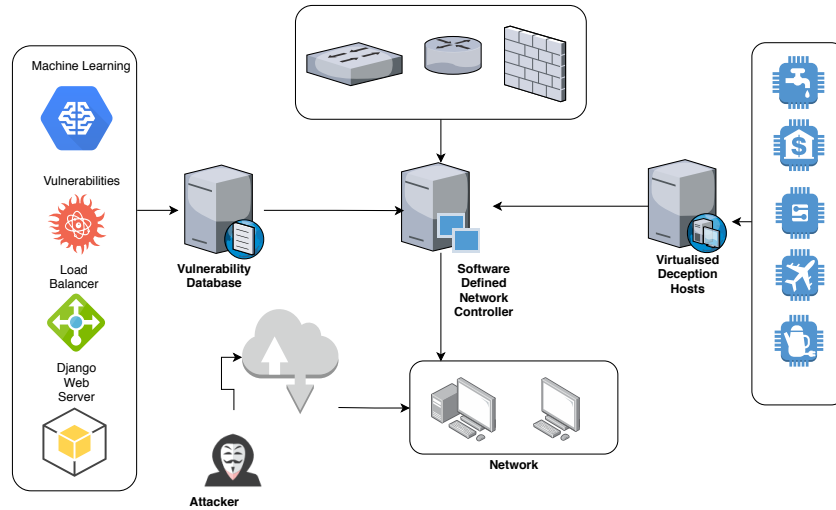 Machine Learning
Vulnerabilities
Load
Balancer
Django
Web
Server
Vulnerability
Database
Software
Defined
Network
Controller
Virtualised
Deception
Hosts
$
Network
Attacker